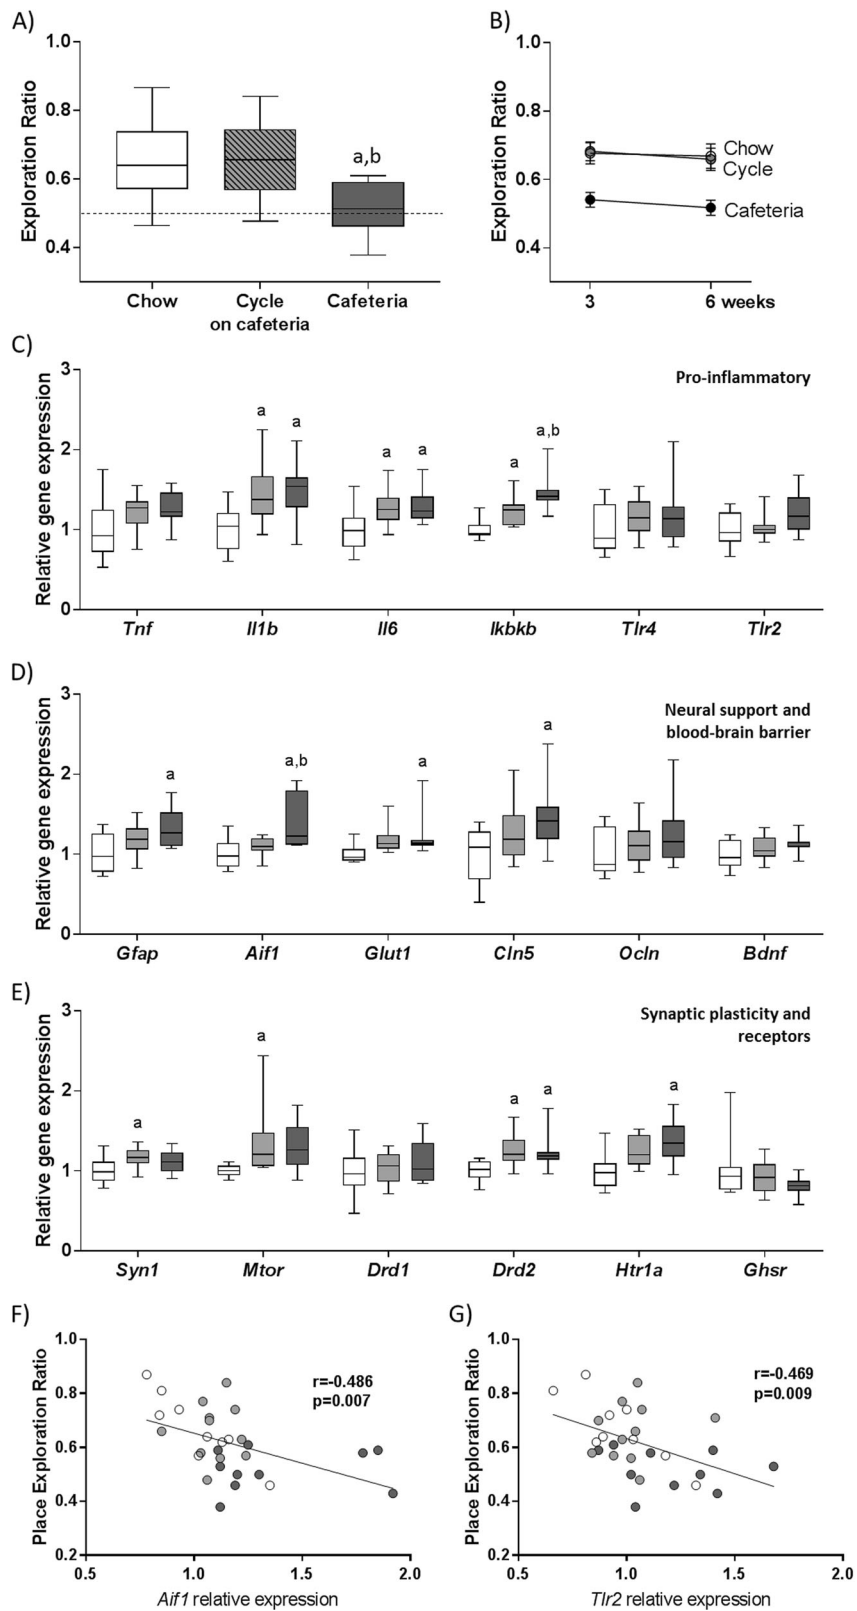 A)
Exploration Ratio
1.0
0.8
0.6
0.4
a,b
Chow
Cycle
on cafeteria
Cafeteria
B)
Exploration Ratio
1.0
0.8
0.6
0.4
Chow
Cycle
Cafeteria
3
6 weeks
C)
Relative gene expression
3
2
1
0
Pro-inflammatory
a
a
a
a
a
a,b
Tnf
Il1b
Il6
Ikbkb
Tlr4
Tlr2
D)
Relative gene expression
3
2
1
0
Neural support and
blood-brain barrier
a
a,b
a
a
Gfap
Aif1
Glut1
Cln5
Ocln
Bdnf
E)
Relative gene expression
3
2
1
0
Synaptic plasticity and
receptors
a
a
a
a
a
Syn1
Mtor
Drd1
Drd2
Htr1a
Ghsr
F)
Place Exploration Ratio
1.0
0.8
0.6
0.4
0.2
r=-0.486
p=0.007
0.5
1.0
1.5
2.0
Aif1 relative expression
G)
Place Exploration Ratio
1.0
0.8
0.6
0.4
0.2
r=-0.469
p=0.009
0.5
1.0
1.5
2.0
Tlr2 relative expression